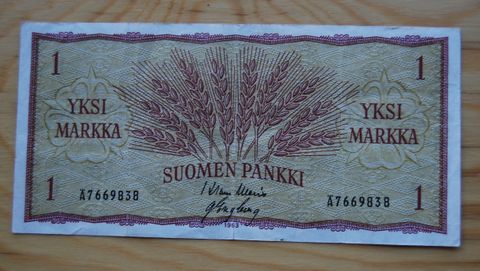 1 1
YKSI MARKKA
YKSI MARKKA
SUOMEN PANKKI
1 1
A7669838 A7669838
1963